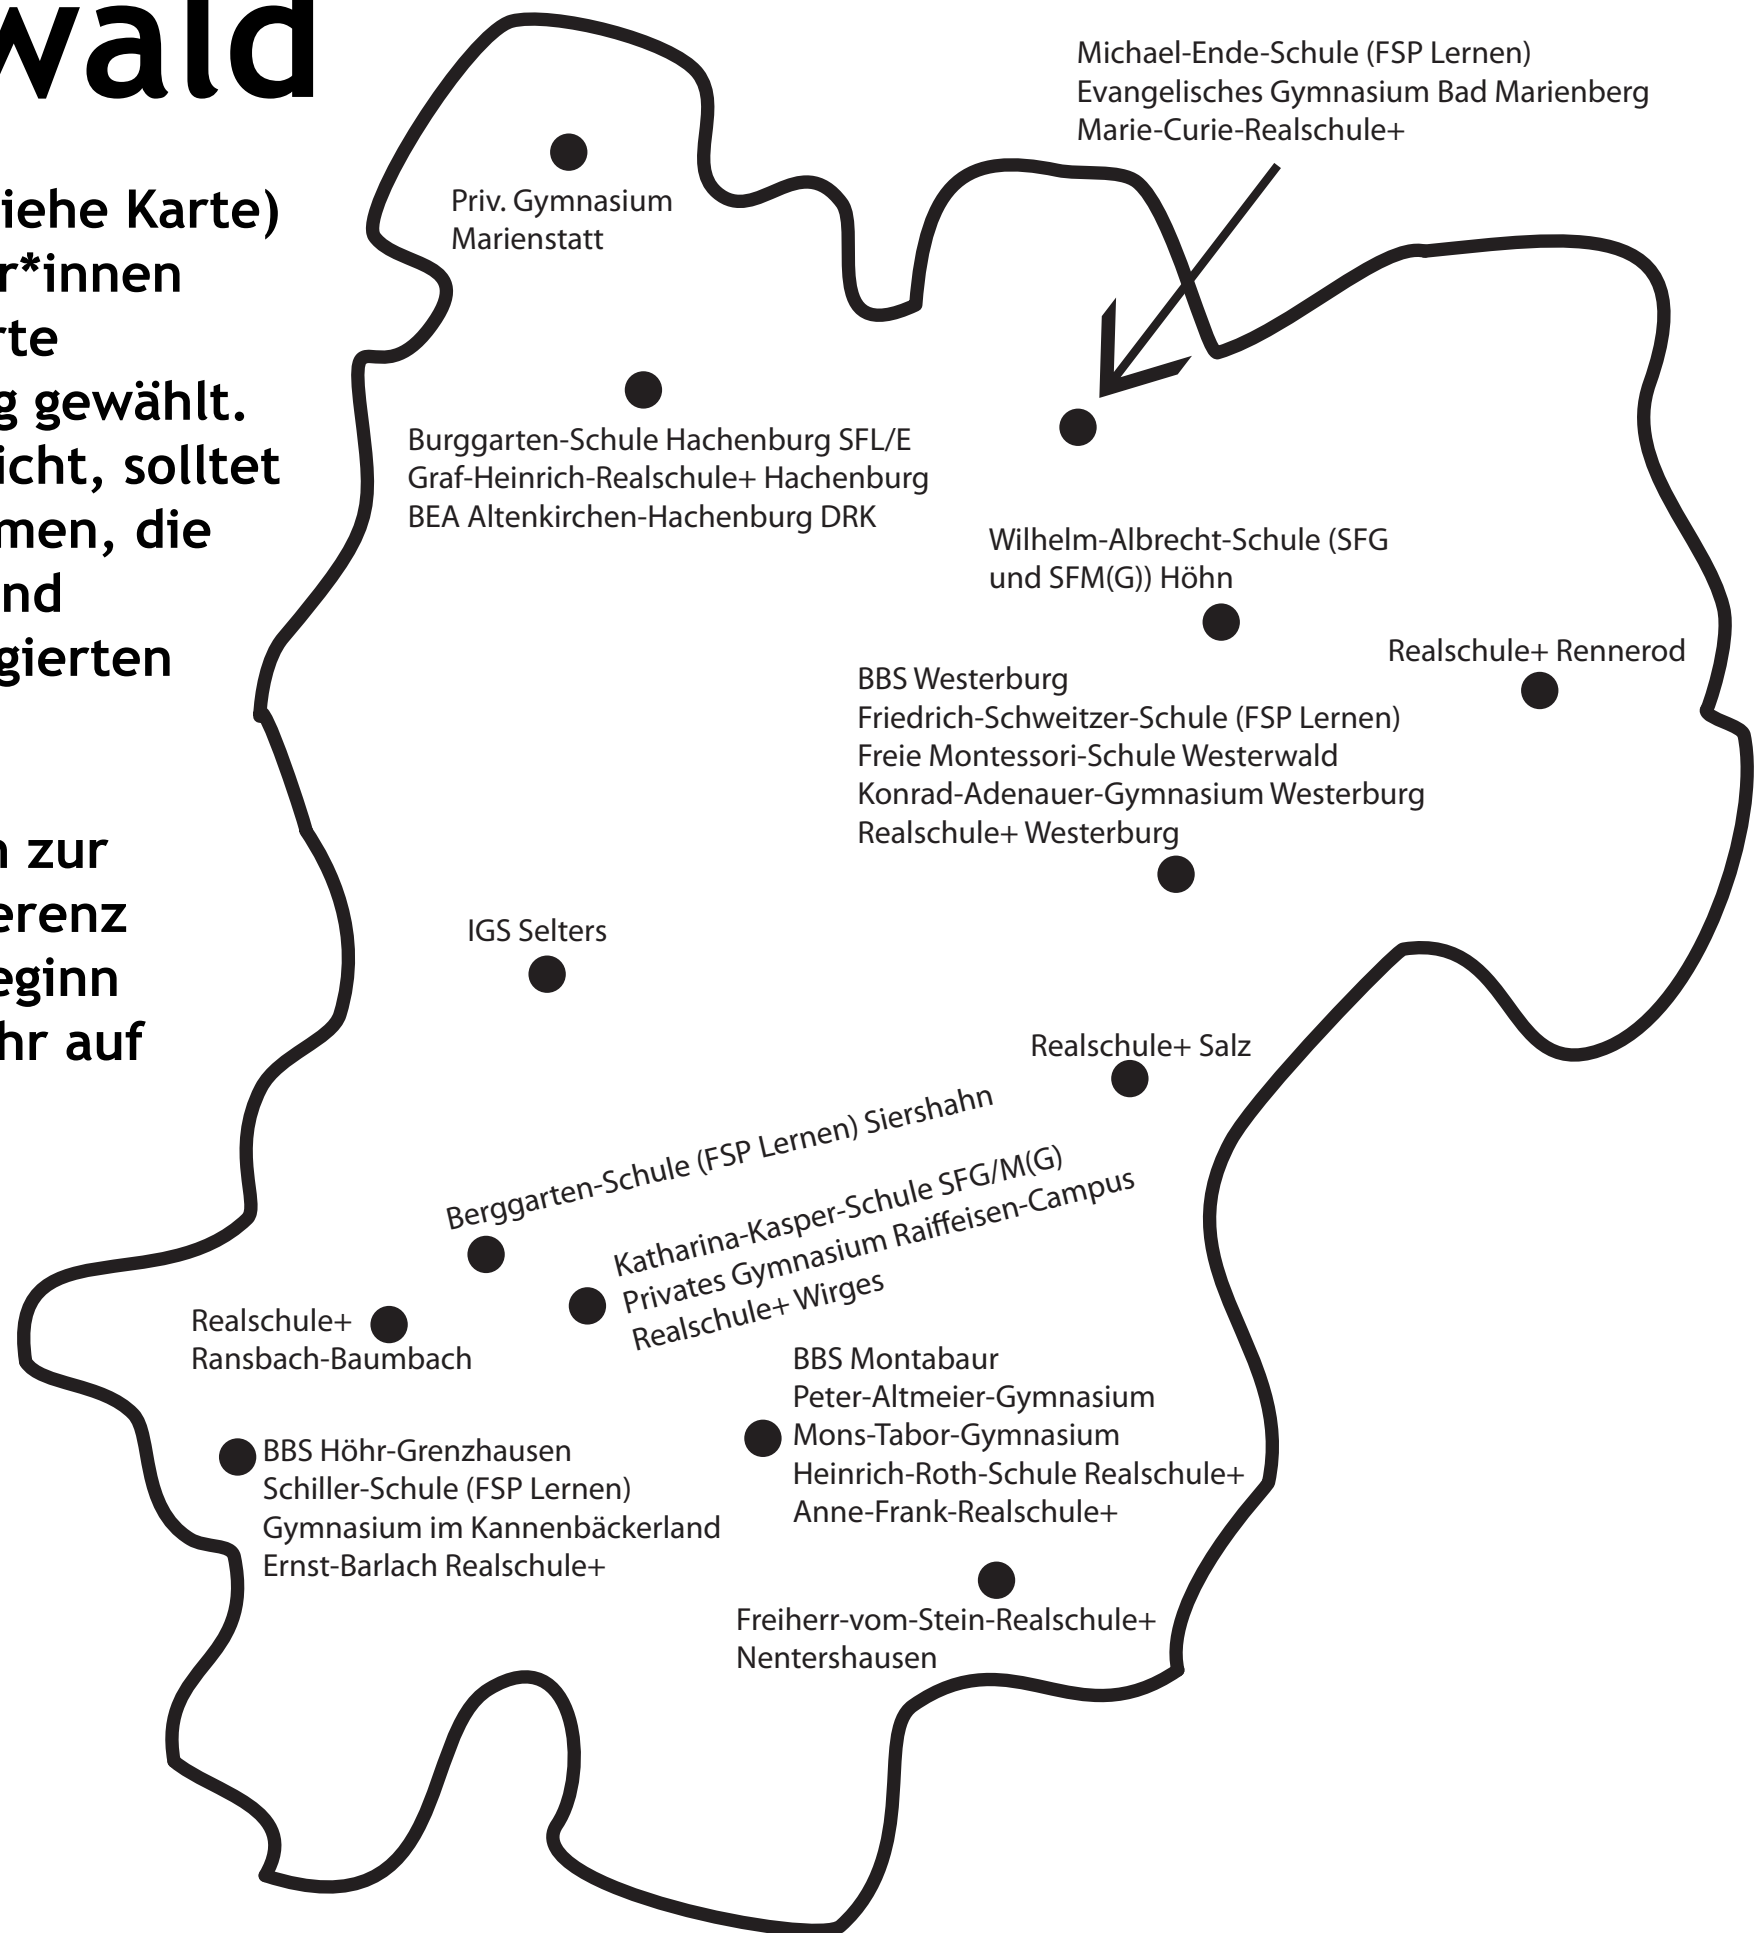 wald
iehe Karte)
r*innen
rte
g gewählt.
icht, solltet
men, die
nd
gierten
n zur
erenz
eginn
hr auf
Michael-Ende-Schule (FSP Lernen)
Evangelisches Gymnasium Bad Marienberg
Marie-Curie-Realschule+
Priv. Gymnasium
Marienstatt
Burggarten-Schule Hachenburg SFL/E
Graf-Heinrich-Realschule+ Hachenburg
BEA Altenkirchen-Hachenburg DRK
Wilhelm-Albrecht-Schule (SFG
und SFM(G)) Höhn
Realschule+ Rennerod
BBS Westerburg
Friedrich-Schweitzer-Schule (FSP Lernen)
Freie Montessori-Schule Westerwald
Konrad-Adenauer-Gymnasium Westerburg
Realschule+ Westerburg
IGS Selters
Realschule+ Salz
Berggarten-Schule (FSP Lernen) Siershahn
Katharina-Kasper-Schule SFG/M(G)
Privates Gymnasium Raiffeisen-Campus
Realschule+ Wirges
Realschule+
Ransbach-Baumbach
BBS Montabaur
Peter-Altmeier-Gymnasium
Mons-Tabor-Gymnasium
Heinrich-Roth-Schule Realschule+
Anne-Frank-Realschule+
BBS Höhr-Grenzhausen
Schiller-Schule (FSP Lernen)
Gymnasium im Kannenbäckerland
Ernst-Barlach Realschule+
Freiherr-vom-Stein-Realschule+
Nentershausen